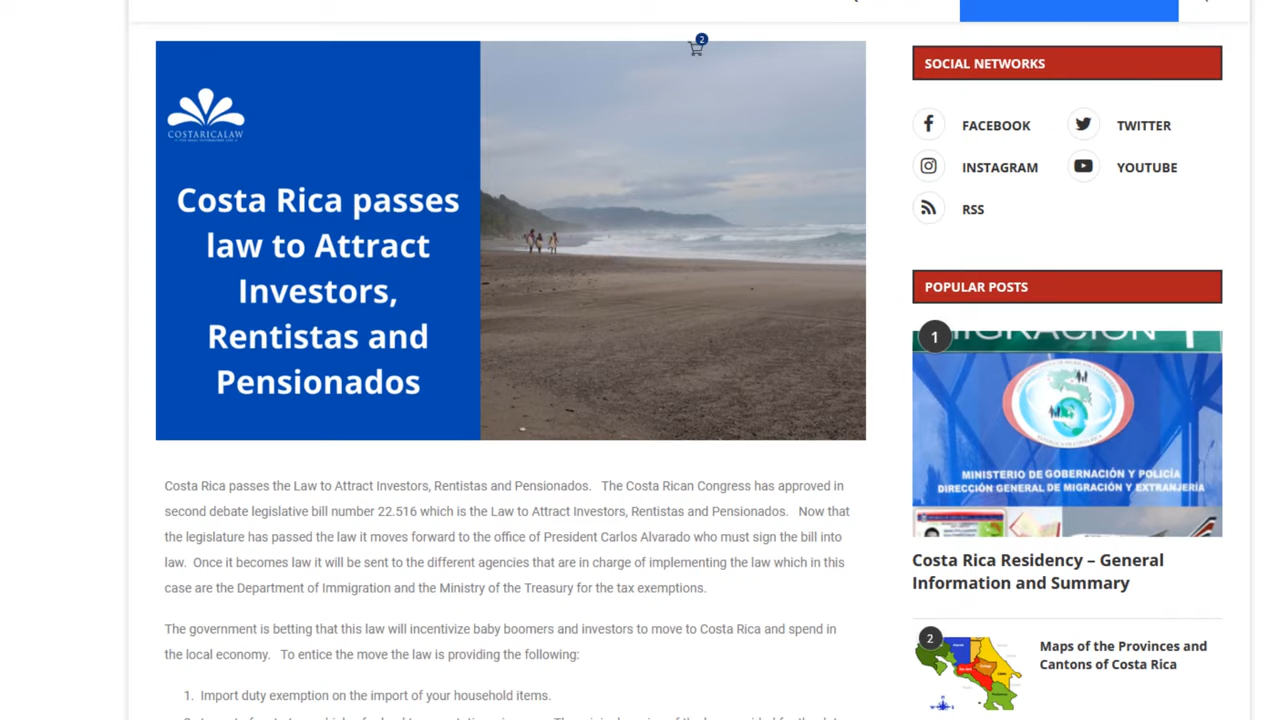 2
COSTARICALAW
Costa Rica passes
law to Attract
Investors,
Rentistas and
Pensionados
Costa Rica passes the Law to Attract Investors, Rentistas and Pensionados. The Costa Rican Congress has approved in
second debate legislative bill number 22.516 which is the Law to Attract Investors, Rentistas and Pensionados. Now that
the legislature has passed the law it moves forward to the office of President Carlos Alvarado who must sign the bill into
law. Once it becomes law it will be sent to the different agencies that are in charge of implementing the law which in this
case are the Department of Immigration and the Ministry of the Treasury for the tax exemptions.
The government is betting that this law will incentivize baby boomers and investors to move to Costa Rica and spend in
the local economy. To entice the move the law is providing the following:
1. Import duty exemption on the import of your household items.
SOCIAL NETWORKS
FACEBOOK
TWITTER
INSTAGRAM
YOUTUBE
RSS
POPULAR POSTS
1
MIGRACIÓN
MINISTERIO DE GOBERNACIÓN Y POLICÍA
DIRECCIÓN GENERAL DE MIGRACIÓN Y EXTRANJERÍA
Costa Rica Residency – General
Information and Summary
2
Maps of the Provinces and
Cantons of Costa Rica